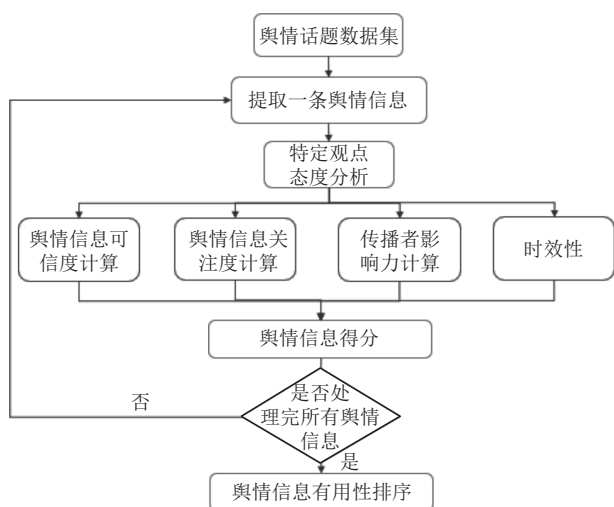 舆情话题数据集
提取一条舆情信息
特定观点
态度分析
舆情信息可
信度计算
舆情信息关
注度计算
传播者影
响力计算
时效性
舆情信息得分
是否处
理完所有舆情
信息
否
是
舆情信息有用性排序